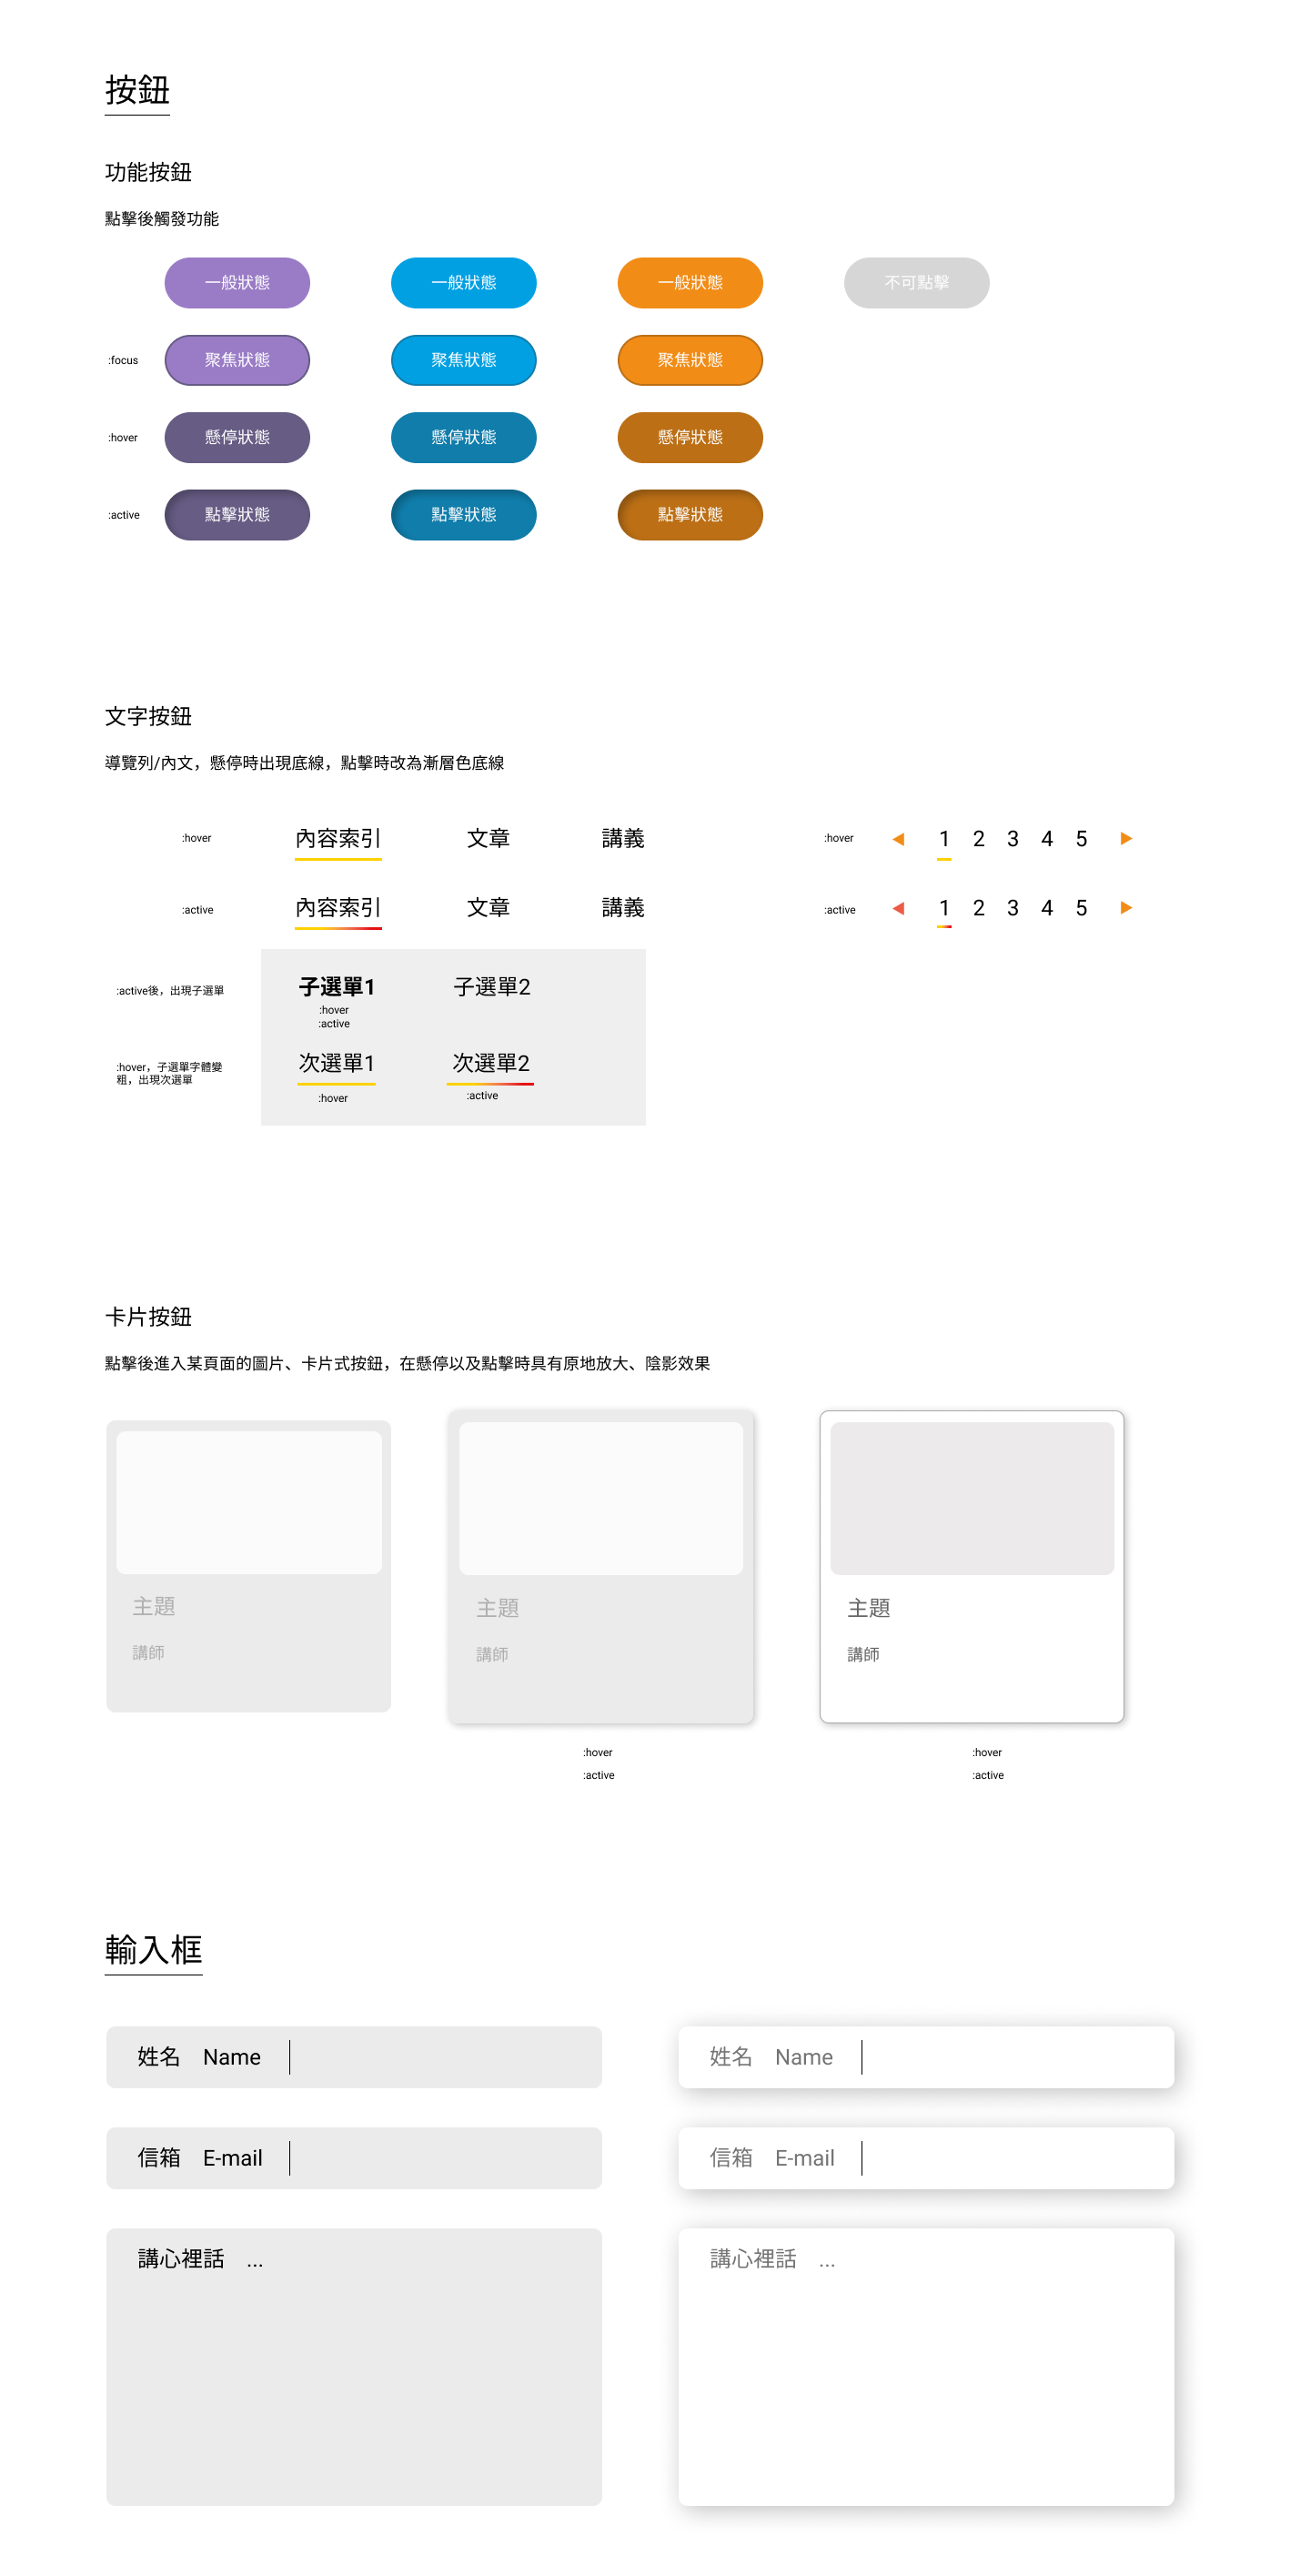 按鈕
功能按鈕
點擊後觸發功能
一般狀態 一般狀態 一般狀態 不可點擊
:focus 聚焦狀態 聚焦狀態 聚焦狀態
:hover 懸停狀態 懸停狀態 懸停狀態
:active 點擊狀態 點擊狀態 點擊狀態
文字按鈕
導覽列/內文，懸停時出現底線，點擊時改為漸層色底線
:hover 內容索引 文章 講義 :hover 1 2 3 4 5
:active 內容索引 文章 講義 :active 1 2 3 4 5
:active後，出現子選單 子選單1 子選單2
:hover
:active
:hover，子選單字體變
粗，出現次選單
次選單1 次選單2
:hover :active
卡片按鈕
點擊後進入某頁面的圖片、卡片式按鈕，在懸停以及點擊時具有原地放大、陰影效果
主題 主題 主題
講師 講師 講師
:hover :hover
:active :active
輸入框
姓名 Name 姓名 Name
信箱 E-mail 信箱 E-mail
講心裡話 ... 講心裡話 ...